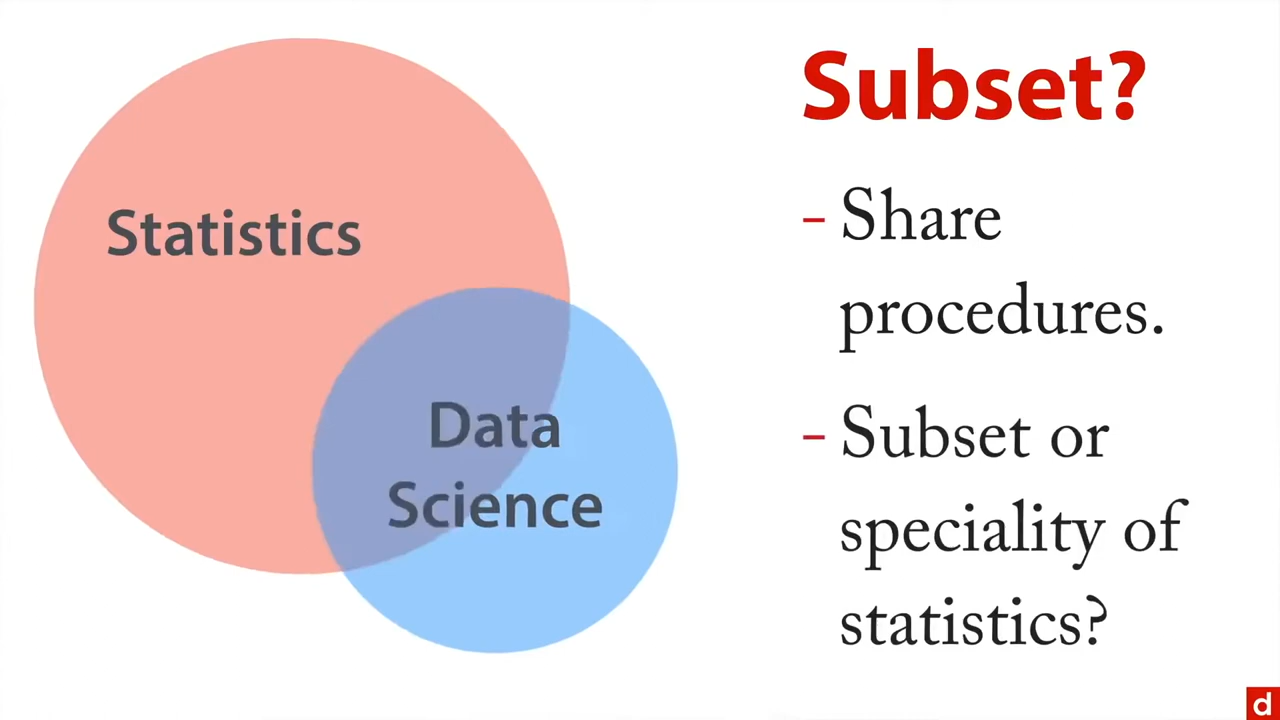 Statistics
Data
Science
Subset?
- Share
procedures.
- Subset or
speciality of
statistics?
d